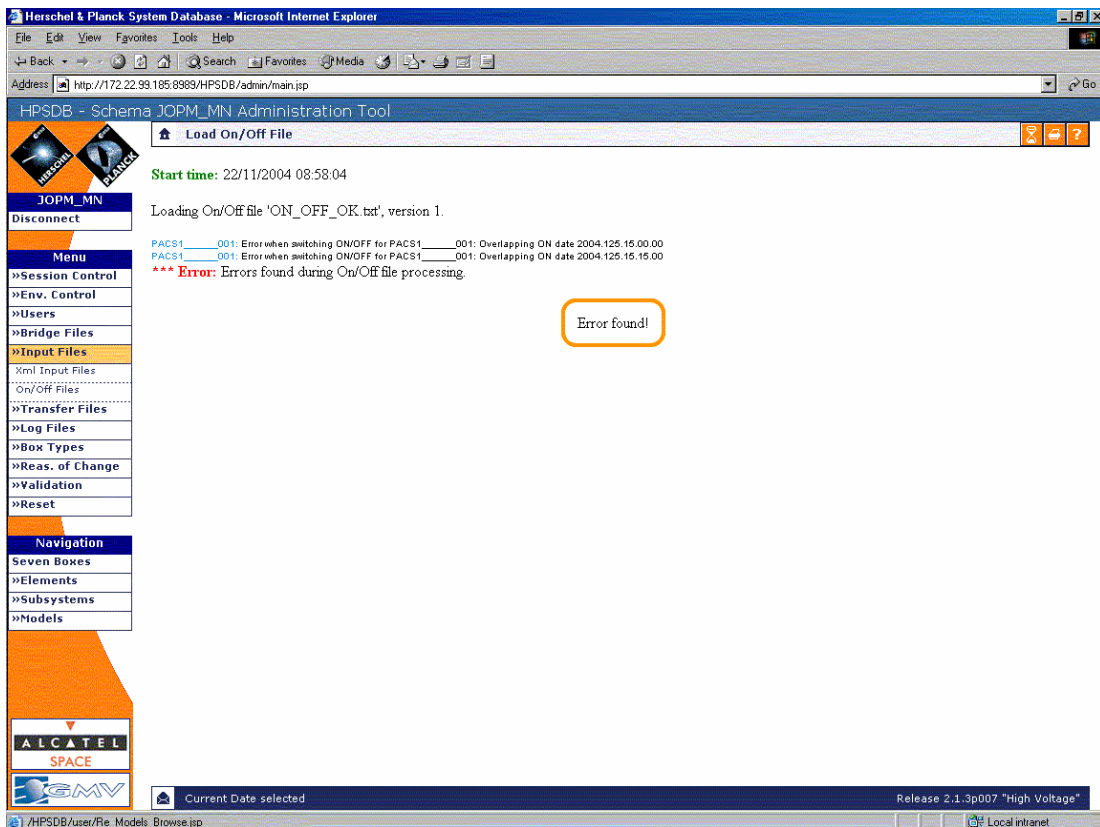 Herschel & Planck System Database - Microsoft Internet Explorer
File Edit View Favorites Tools Help
Back Search Favorites Media
Address http://172.22.99.185:8989/HPSDB/admin/main.jsp Go
HPSDB - Schema JOPM_MN Administration Tool
HERSCHEL PLANCK
Load On/Off File ?
Start time: 22/11/2004 08:58:04
JOPM_MN
Disconnect
Loading On/Off file 'ON_OFF_OK.txt', version 1.
PACS1______001: Error when switching ON/OFF for PACS1______001: Overlapping ON date 2004.125.15.00.00
PACS1______001: Error when switching ON/OFF for PACS1______001: Overlapping ON date 2004.125.15.15.00
*** Error: Errors found during On/Off file processing.
Error found!
Menu
»Session Control
»Env. Control
»Users
»Bridge Files
»Input Files
Xml Input Files
On/Off Files
»Transfer Files
»Log Files
»Box Types
»Reas. of Change
»Validation
»Reset
Navigation
Seven Boxes
»Elements
»Subsystems
»Models
ALCATEL
SPACE
GMV
Current Date selected Release 2.1.3p007 "High Voltage"
/HPSDB/user/Re_Models_Browse.jsp Local intranet